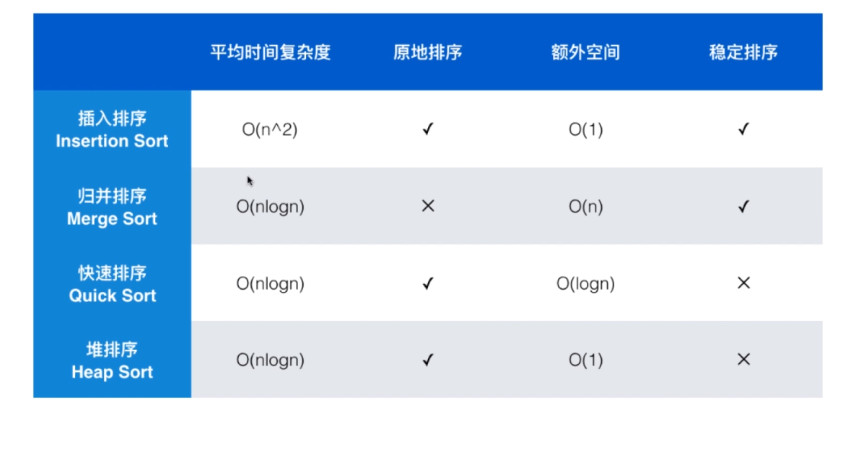 平均时间复杂度 原地排序 额外空间 稳定排序
插入排序
Insertion Sort
O(n^2) ✓ O(1) ✓
归并排序
Merge Sort
O(nlogn) × O(n) ✓
快速排序
Quick Sort
O(nlogn) ✓ O(logn) ×
堆排序
Heap Sort
O(nlogn) ✓ O(1) ×